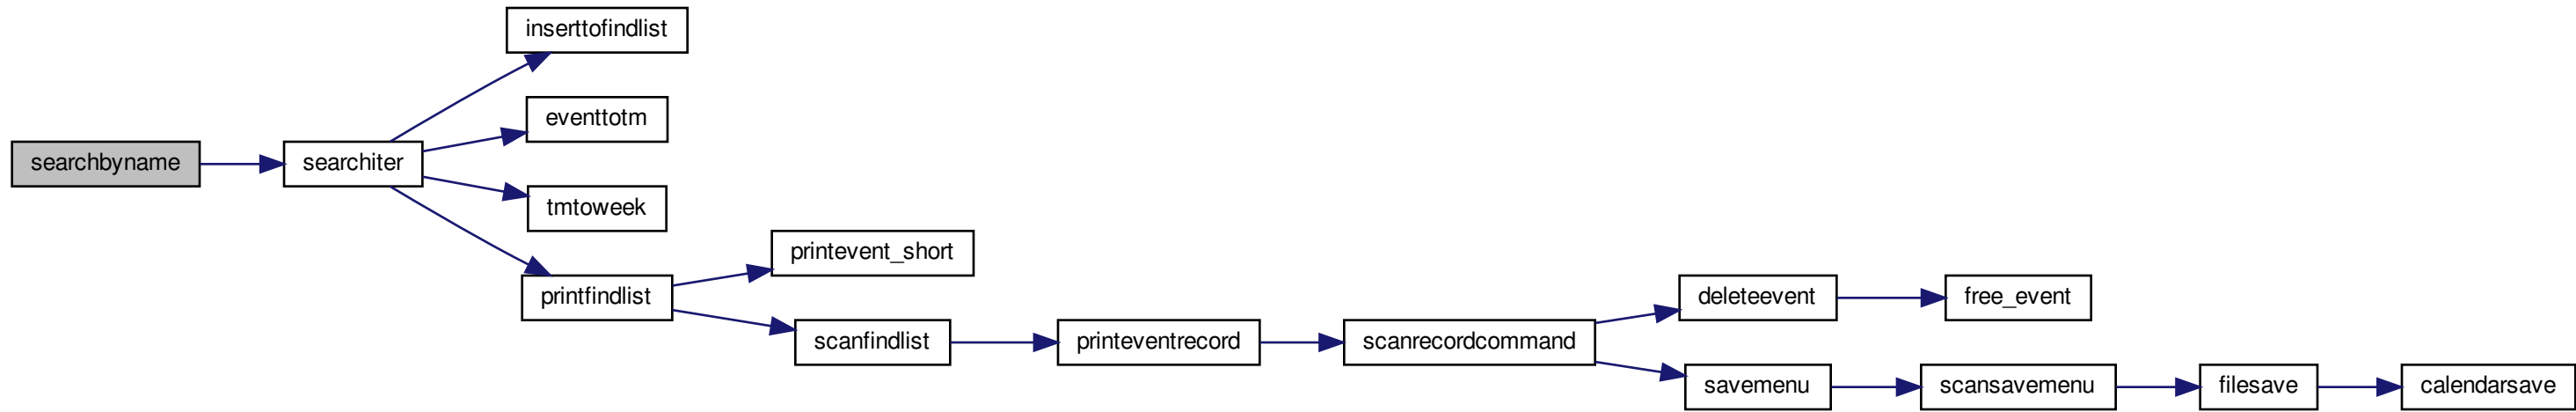 searchbyname
searchiter
inserttofindlist
eventtotm
tmtoweek
printfindlist
printevent_short
scanfindlist
printeventrecord
scanrecordcommand
deleteevent
free_event
savemenu
scansavemenu
filesave
calendarsave